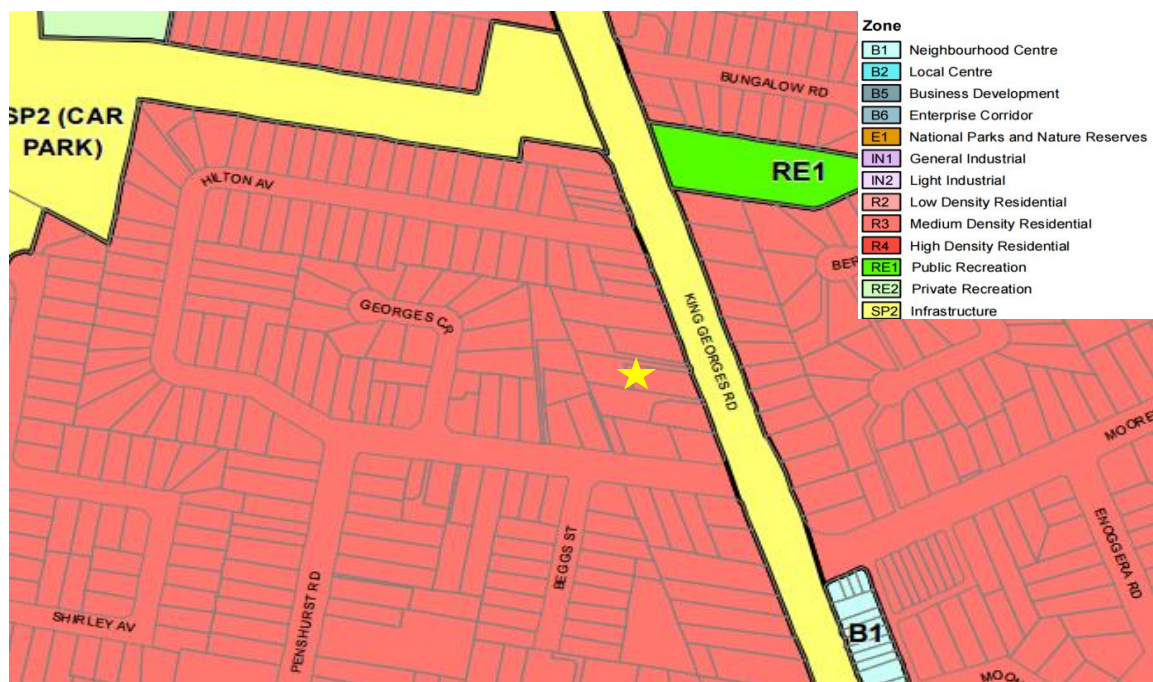 BUNGALOW RD
SP2 (CAR
PARK)
RE1
HILTON AV
BER
GEORGES CR
KING GEORGES RD
MOORE
ENOGGERA RD
BEGGS ST
PENSHURST RD
SHIRLEY AV
B1
MOON
Zone
B1 Neighbourhood Centre
B2 Local Centre
B5 Business Development
B6 Enterprise Corridor
E1 National Parks and Nature Reserves
IN1 General Industrial
IN2 Light Industrial
R2 Low Density Residential
R3 Medium Density Residential
R4 High Density Residential
RE1 Public Recreation
RE2 Private Recreation
SP2 Infrastructure